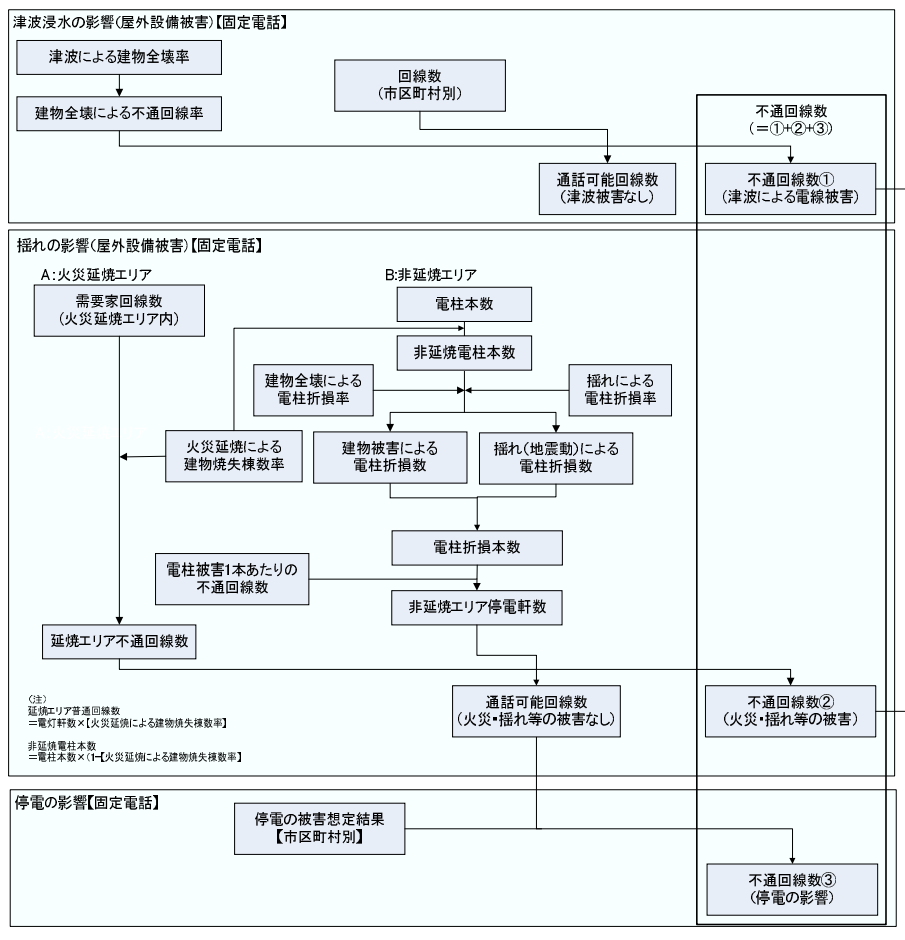 津波浸水の影響(屋外設備被害)【固定電話】
津波による建物全壊率
建物全壊による不通回線率
回線数
(市区町村別)
不通回線数
(=①+②+③)
通話可能回線数
(津波被害なし)
不通回線数①
(津波による電線被害)
揺れの影響(屋外設備被害)【固定電話】
A:火災延焼エリア
需要家回線数
(火災延焼エリア内)
B:非延焼エリア
電柱本数
非延焼電柱本数
建物全壊による
電柱折損率
揺れによる
電柱折損率
火災延焼による
建物焼失棟数率
建物被害による
電柱折損数
揺れ(地震動)による
電柱折損数
電柱折損本数
電柱被害1本あたりの
不通回線数
非延焼エリア停電軒数
延焼エリア不通回線数
通話可能回線数
(火災・揺れ等の被害なし)
不通回線数②
(火災・揺れ等の被害)
(注)
延焼エリア普通回線数
=電灯軒数×【火災延焼による建物焼失棟数率】
非延焼電柱本数
=電柱本数×(1-【火災延焼による建物焼失棟数率】
停電の影響【固定電話】
停電の被害想定結果
【市区町村別】
不通回線数③
(停電の影響)